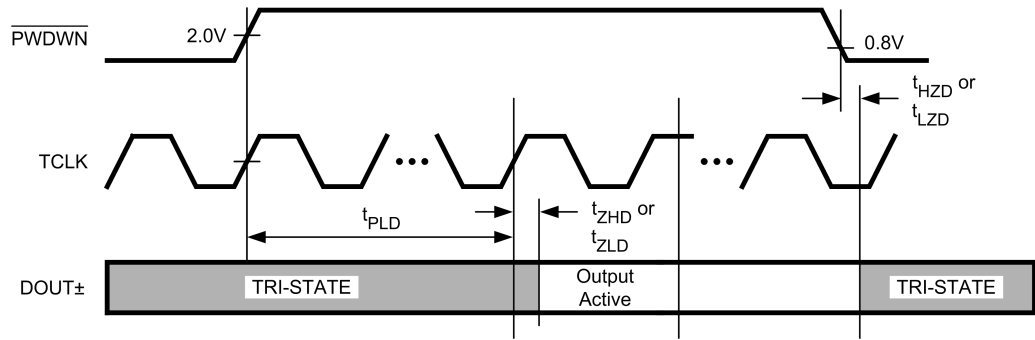 PWDWN
2.0V
0.8V
tHZD or
tLZD
TCLK
tPLD
tZHD or
tZLD
DOUT±
TRI-STATE
Output
Active
TRI-STATE